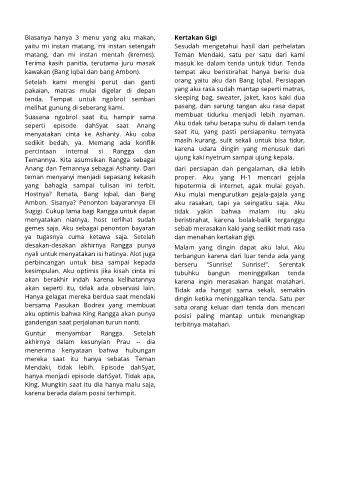 Biasanya hanya 3 menu yang aku makan,
yaitu mi instan matang, mi instan setengah
matang, dan mi instan mentah (kremes).
Terima kasih panitia, terutama juru masak
kawakan (Bang Iqbal dan bang Ambon).
Setelah kami mengisi perut dan ganti
pakaian, matras mulai digelar di depan
tenda. Tempat untuk ngobrol sembari
melihat gunung di seberang kami.
Suasana ngobrol saat itu, hampir sama
seperti episode dahSyat saat Anang
menyatakan cinta ke Ashanty. Aku coba
sedikit bedah, ya. Memang ada konflik
percintaan internal si Rangga dan
Temannya. Kita asumsikan Rangga sebagai
Anang dan Temannya sebagai Ashanty. Dari
teman menyanyi menjadi sepasang kekasih
yang bahagia sampai tulisan ini terbit.
Hostnya? Renata, Bang Iqbal, dan Bang
Ambon. Sisanya? Penonton bayarannya Eli
Sugigi. Cukup lama bagi Rangga untuk dapat
menyatakan niatnya, host terlihat sudah
gemes saja. Aku sebagai penonton bayaran
ya tugasnya cuma ketawa saja. Setelah
desakan-desakan akhirnya Rangga punya
nyali untuk menyatakan isi hatinya. Alot juga
perbincangan untuk bisa sampai kepada
kesimpulan. Aku optimis jika kisah cinta ini
akan berakhir indah karena kelihatannya
akan seperti itu, tidak ada observasi lain.
Hanya gelagat mereka berdua saat mendaki
bersama Pasukan Bodrex yang membuat
aku optimis bahwa King Rangga akan punya
gandengan saat perjalanan turun nanti.
Guntur menyambar Rangga. Setelah
akhirnya dalam kesunyian Prau -- dia
menerima kenyataan bahwa hubungan
mereka saat itu hanya sebatas Teman
Mendaki, tidak lebih. Episode dahSyat,
hanya menjadi episode dahSyat. Tidak apa,
King. Mungkin saat itu dia hanya malu saja,
karena berada dalam posisi terhimpit.
Kertakan Gigi
Sesudah mengetahui hasil dari perhelatan
Teman Mendaki, satu per satu dari kami
masuk ke dalam tenda untuk tidur. Tenda
tempat aku beristirahat hanya berisi dua
orang yaitu aku dan Bang Iqbal. Persiapan
yang aku rasa sudah mantap seperti matras,
sleeping bag, sweater, jaket, kaos kaki dua
pasang, dan sarung tangan aku rasa dapat
membuat tidurku menjadi lebih nyaman.
Aku tidak tahu berapa suhu di dalam tenda
saat itu, yang pasti persiapanku ternyata
masih kurang, sulit sekali untuk bisa tidur,
karena udara dingin yang menusuk dari
ujung kaki nyetrum sampai ujung kepala.
dari persiapan dan pengalaman, dia lebih
proper. Aku yang H-1 mencari gejala
hipotermia di internet, agak mulai goyah.
Aku mulai mengurutkan gejala-gajala yang
aku rasakan, tapi ya seingatku saja. Aku
tidak yakin bahwa malam itu aku
beristirahat, karena bolak-balik terganggu
sebab merasakan kaki yang sedikit mati rasa
dan menahan kertakan gigi.
Malam yang dingin dapat aku lalui. Aku
terbangun karena dari luar tenda ada yang
berseru "Sunrise! Sunrise!". Serentak
tubuhku bangun meninggalkan tenda
karena ingin merasakan hangat matahari.
Tidak ada hangat sama sekali, semakin
dingin ketika meninggalkan tenda. Satu per
satu orang keluar dari tenda dan mencari
posisi paling mantap untuk menangkap
terbitnya matahari.